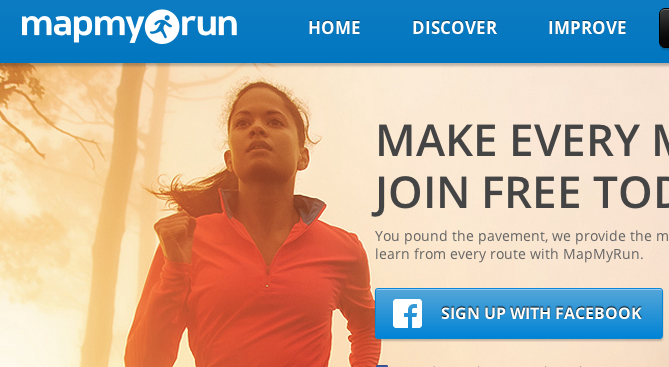 mapmyrun
HOME DISCOVER IMPROVE
MAKE EVERY M
JOIN FREE TOD
You pound the pavement, we provide the m
learn from every route with MapMyRun.
SIGN UP WITH FACEBOOK